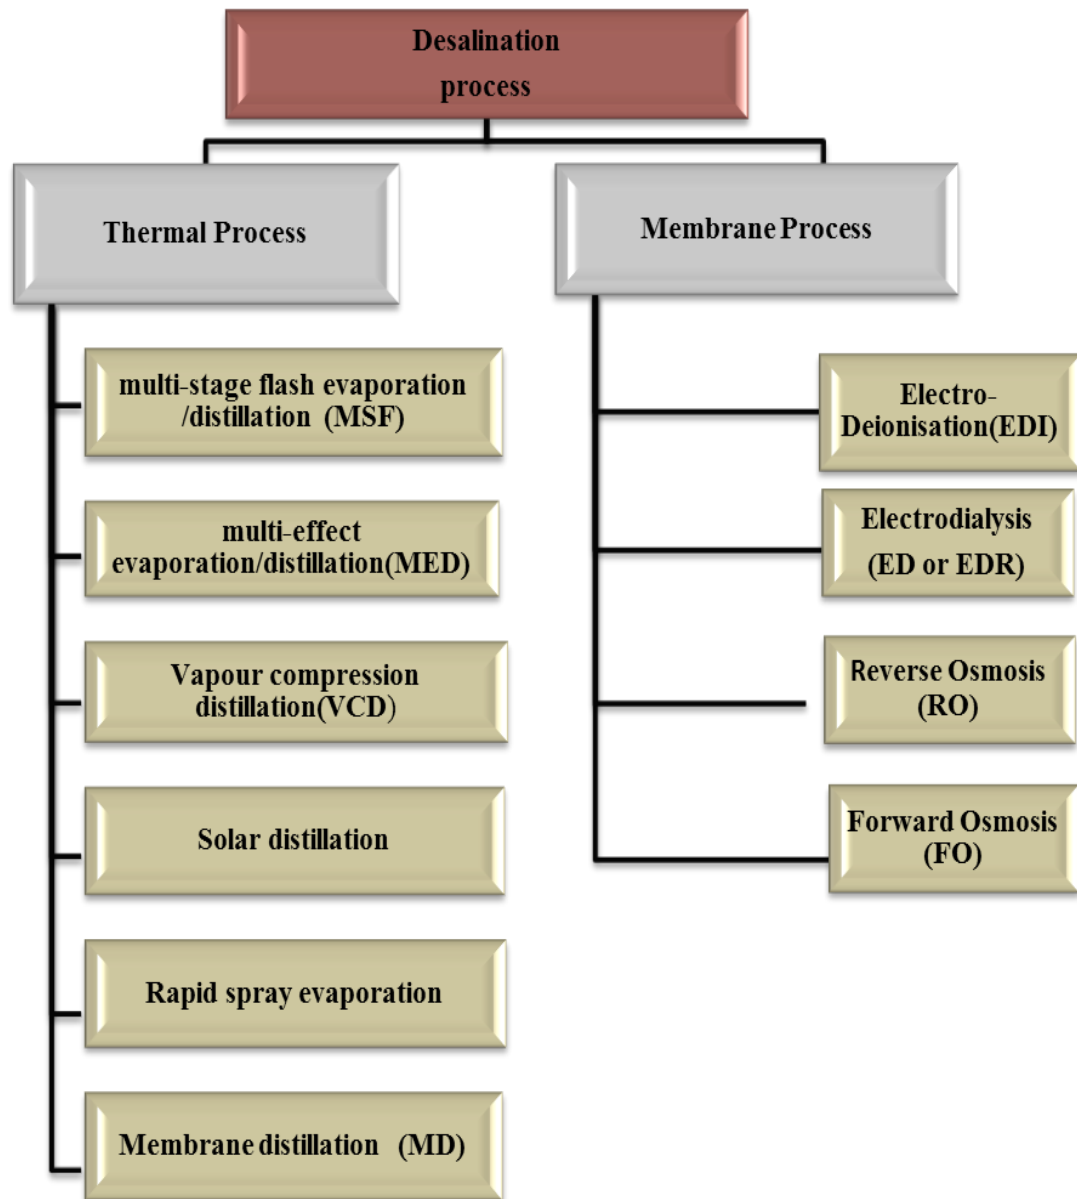 Desalination
process
Thermal Process
Membrane Process
multi-stage flash evaporation
/distillation (MSF)
multi-effect
evaporation/distillation(MED)
Vapour compression
distillation(VCD)
Solar distillation
Rapid spray evaporation
Membrane distillation (MD)
Electro-
Deionisation(EDI)
Electrodialysis
(ED or EDR)
Reverse Osmosis
(RO)
Forward Osmosis
(FO)